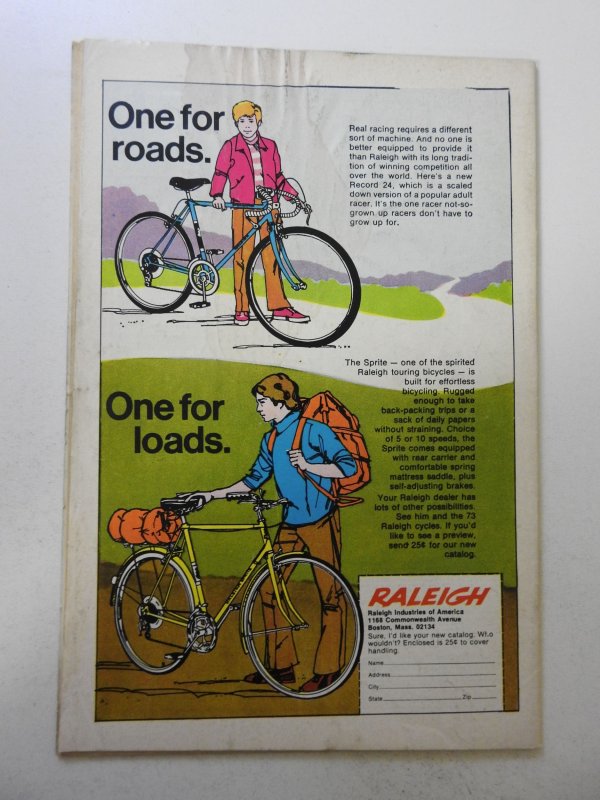 One for
roads.
Real racing requires a different
sort of machine. And no one is
better equipped to provide it
than Raleigh with its long tradi-
tion of winning competition all
over the world. Here's a new
Record 24, which is a scaled
down version of a popular adult
racer. It's the one racer not-so-
grown up racers don't have to
grow up for.
The Sprite — one of the spirited
Raleigh touring bicycles — is
built for effortless
bicycling. Rugged
enough to take
back-packing trips or a
sack of daily papers
without straining. Choice
of 5 or 10 speeds, the
Sprite comes equipped
with rear carrier and
comfortable spring
mattress saddle, plus
self-adjusting brakes.
Your Raleigh dealer has
lots of other possibilities.
See him and the 73
Raleigh cycles. If you'd
like to see a preview,
send 25¢ for our new
catalog.
One for
loads.
RALEIGH
Raleigh Industries of America
1168 Commonwealth Avenue
Boston, Mass. 02134
Sure, I'd like your new catalog. Who
wouldn't? Enclosed is 25¢ to cover
handling.
Name
Address
City
State Zip